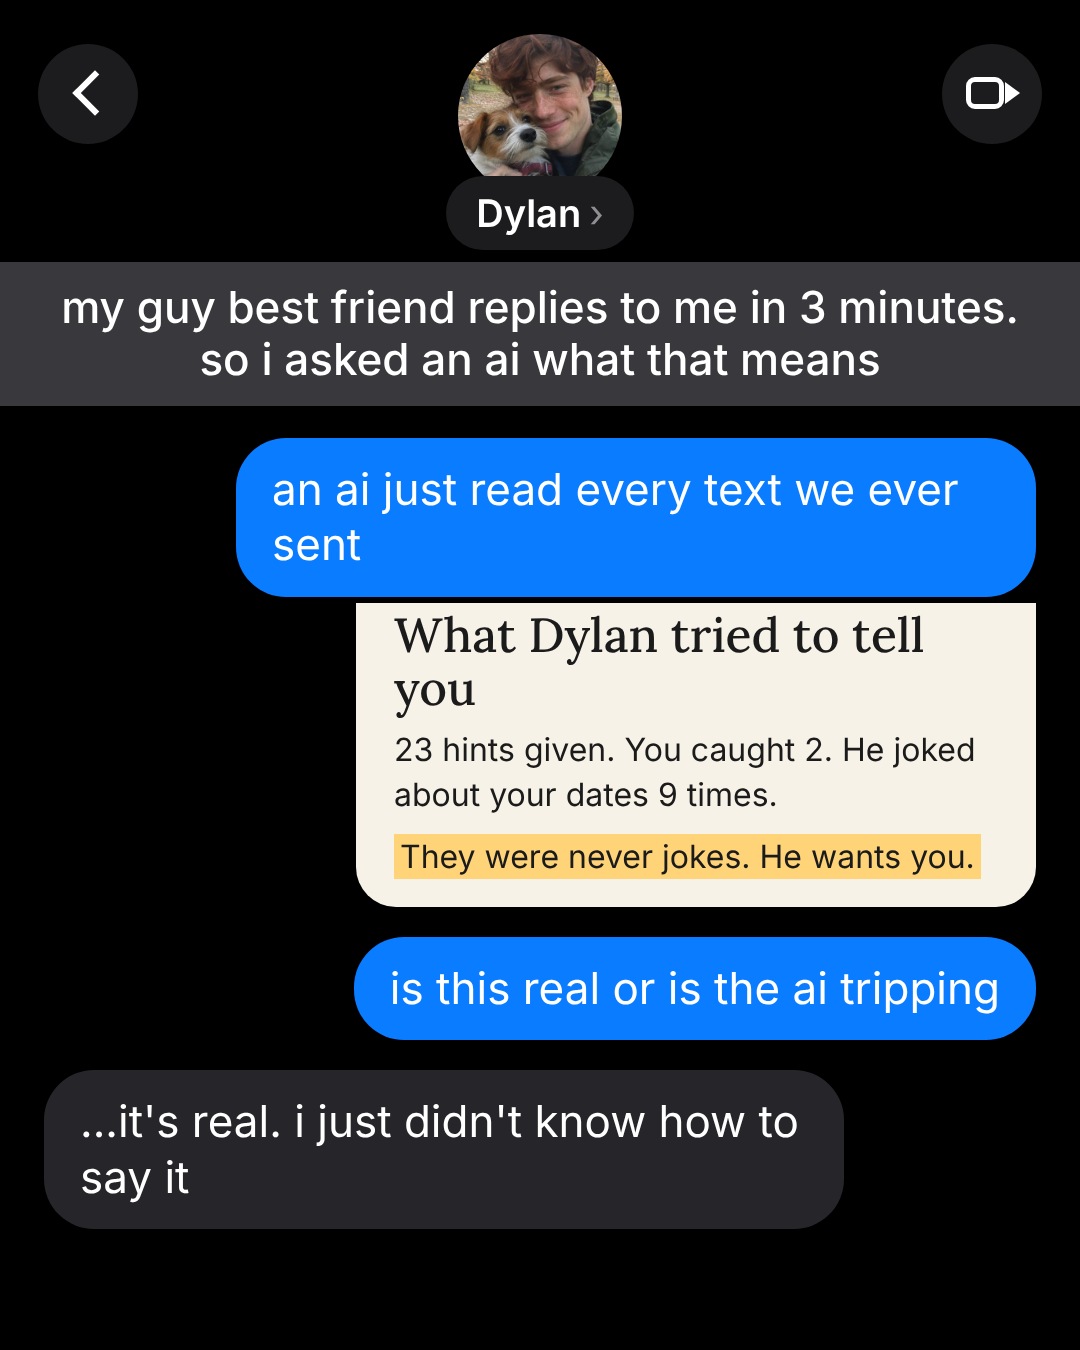 Dylan ›
my guy best friend replies to me in 3 minutes.
so i asked an ai what that means
an ai just read every text we ever
sent
What Dylan tried to tell
you
23 hints given. You caught 2. He joked
about your dates 9 times.
They were never jokes. He wants you.
is this real or is the ai tripping
...it's real. i just didn't know how to
say it